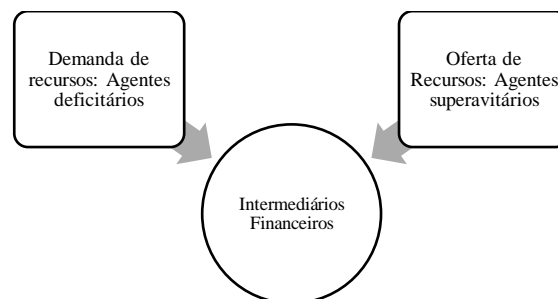 Demanda de
recursos: Agentes
deficitários
Oferta de
Recursos: Agentes
superavitários
Intermediários
Financeiros